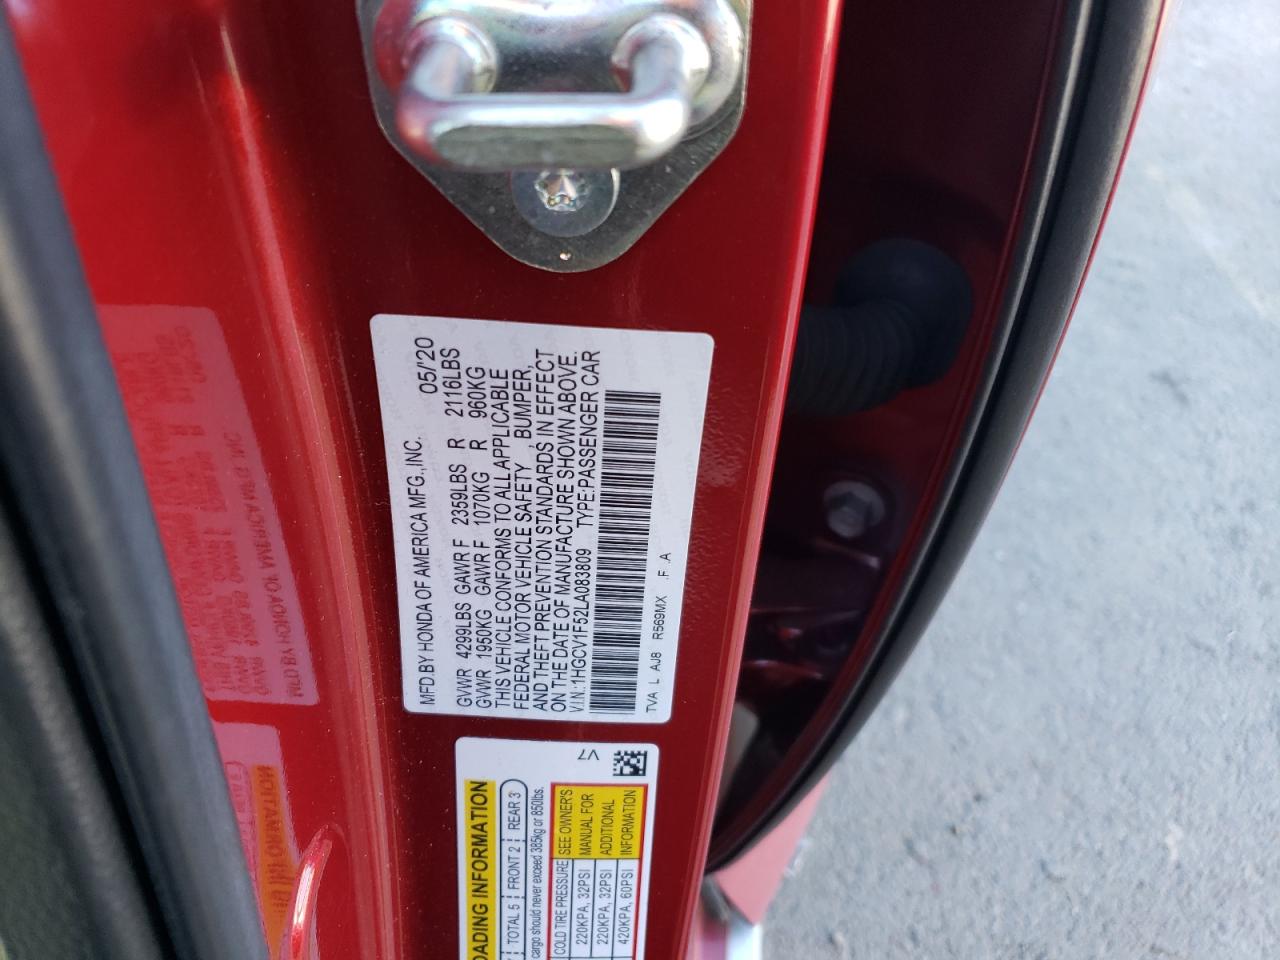 MFD.BY HONDA OF AMERICA MFG.,INC. 05/'20
GVWR 4299LBS GAWR F 2359LBS R 2116LBS
GVWR 1950KG GAWR F 1070KG R 960KG
THIS VEHICLE CONFORMS TO ALL APPLICABLE
FEDERAL MOTOR VEHICLE SAFETY , BUMPER,
AND THEFT PREVENTION STANDARDS IN EFFECT
ON THE DATE OF MANUFACTURE SHOWN ABOVE.
V.I.N.:1HGCV1F52LA083809 TYPE:PASSENGER CAR
TVA L AJ8 R569MX .F .A
V7
OADING INFORMATION
TOTAL 5 FRONT 2 REAR 3
cargo should never exceed 385kg or 850lbs.
COLD TIRE PRESSURE SEE OWNER'S
220KPA, 32PSI MANUAL FOR
220KPA, 32PSI ADDITIONAL
420KPA, 60PSI INFORMATION